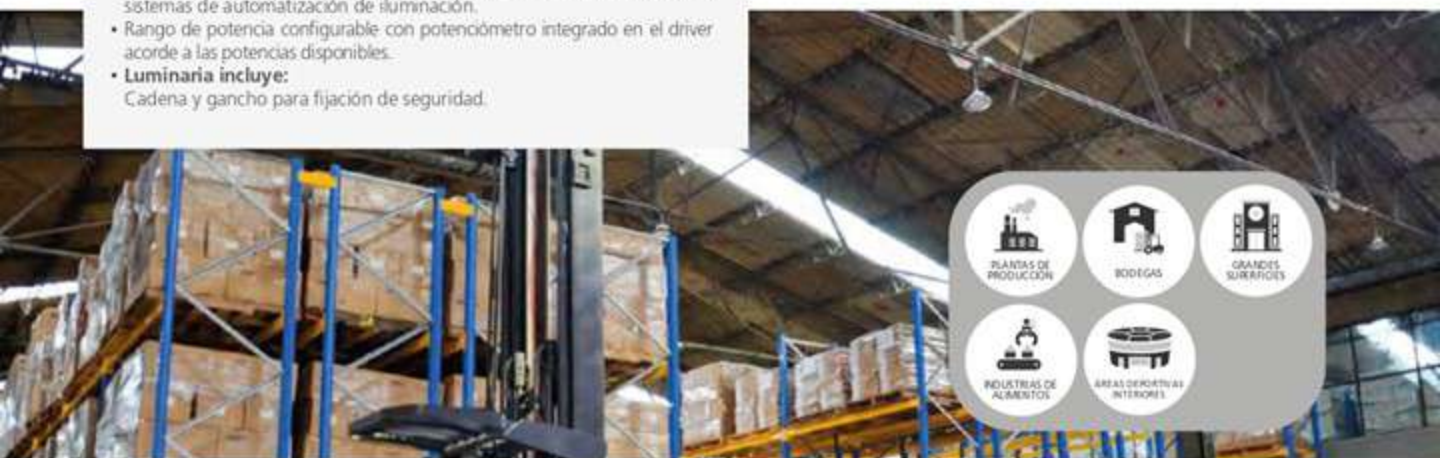 sistemas de automatización de iluminación.
• Rango de potencia configurable con potenciómetro integrado en el driver
acorde a las potencias disponibles.
• Luminaria incluye:
Cadena y gancho para fijación de seguridad.
PLANTAS DE
PRODUCCIÓN
BODEGAS
GRANDES
SUPERFICIES
INDUSTRIAS DE
ALIMENTOS
ÁREAS DEPORTIVAS
INTERIORES